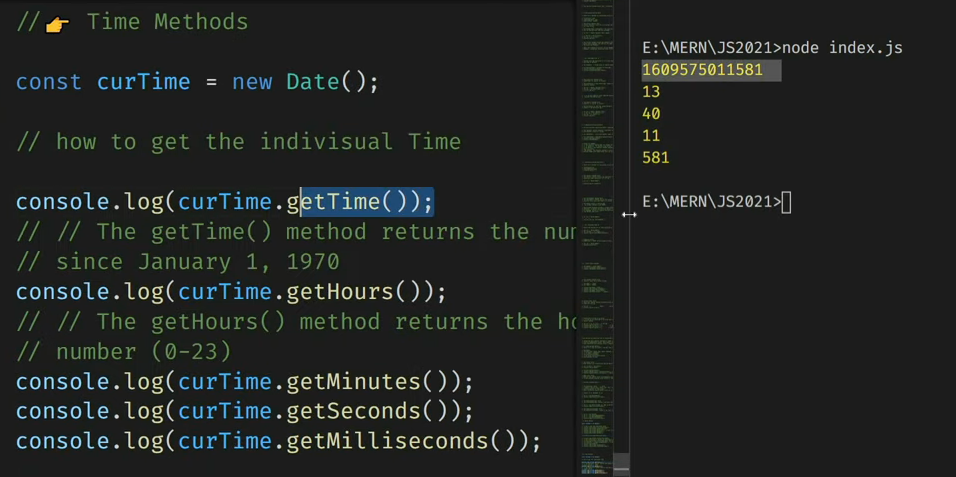 //👉 Time Methods
const curTime = new Date();
// how to get the indivisual Time
console.log(curTime.getTime());
// // The getTime() method returns the
// since January 1, 1970
console.log(curTime.getHours());
// // The getHours() method returns the
// number (0-23)
console.log(curTime.getMinutes());
console.log(curTime.getSeconds());
console.log(curTime.getMilliseconds());
E:\MERN\JS2021>node index.js
1609575011581
13
40
11
581
E:\MERN\JS2021>